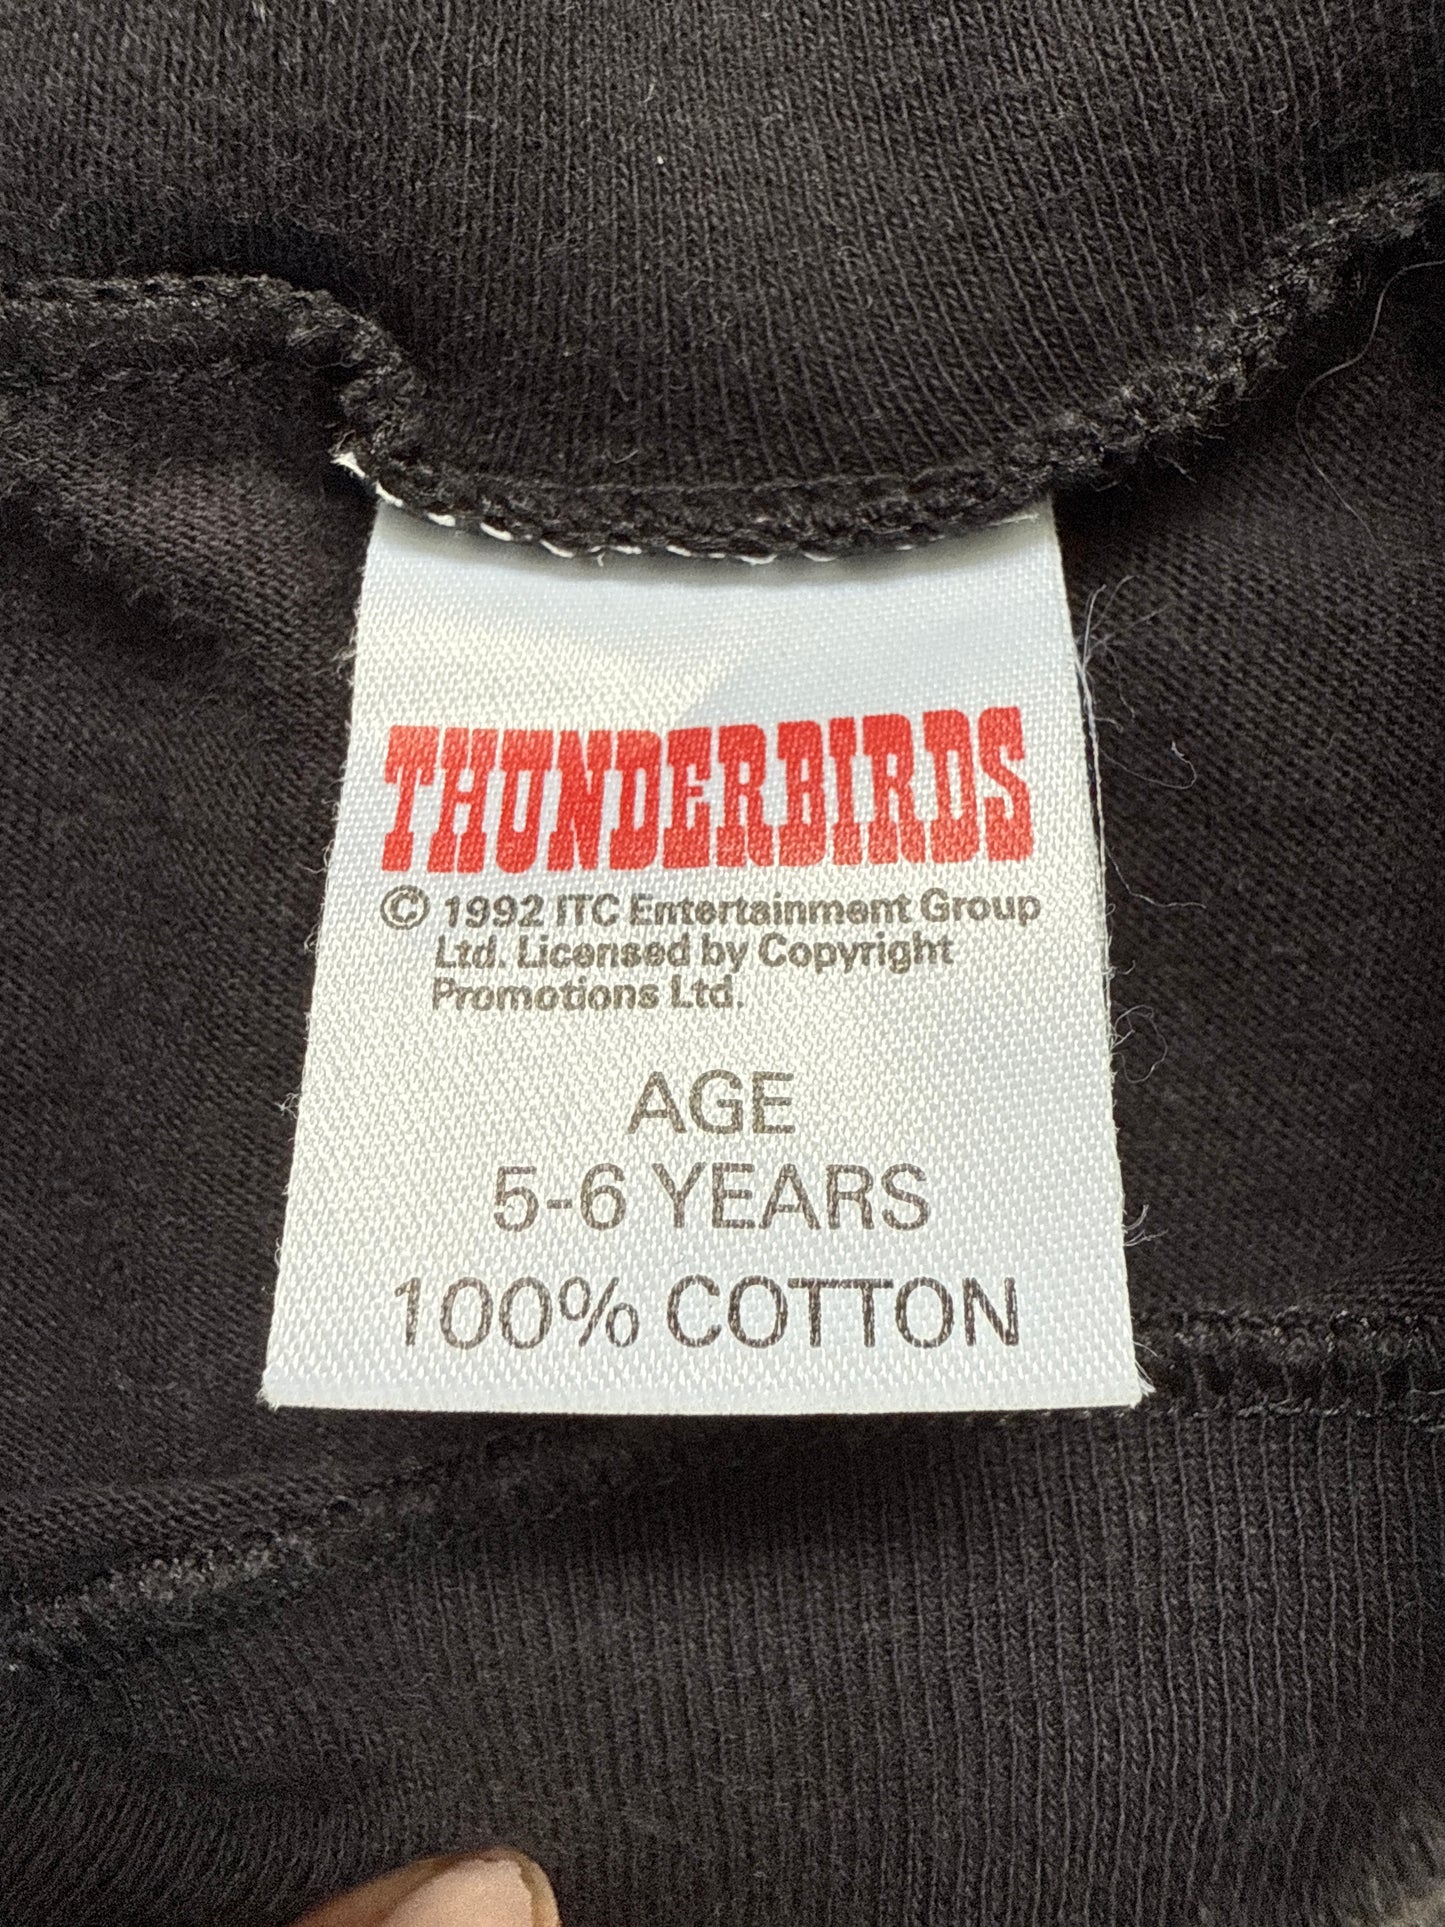 THUNDERBIRDS
© 1992 ITC Entertainment Group
Ltd. Licensed by Copyright
Promotions Ltd.
AGE
5-6 YEARS
100% COTTON